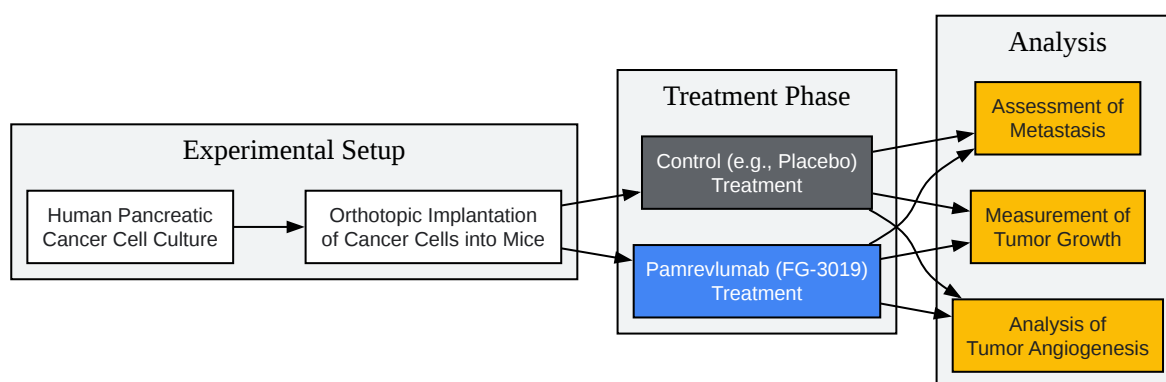 Experimental Setup
Human Pancreatic
Cancer Cell Culture
Orthotopic Implantation
of Cancer Cells into Mice
Treatment Phase
Control (e.g., Placebo)
Treatment
Pamrevlumab (FG-3019)
Treatment
Analysis
Assessment of
Metastasis
Measurement of
Tumor Growth
Analysis of
Tumor Angiogenesis